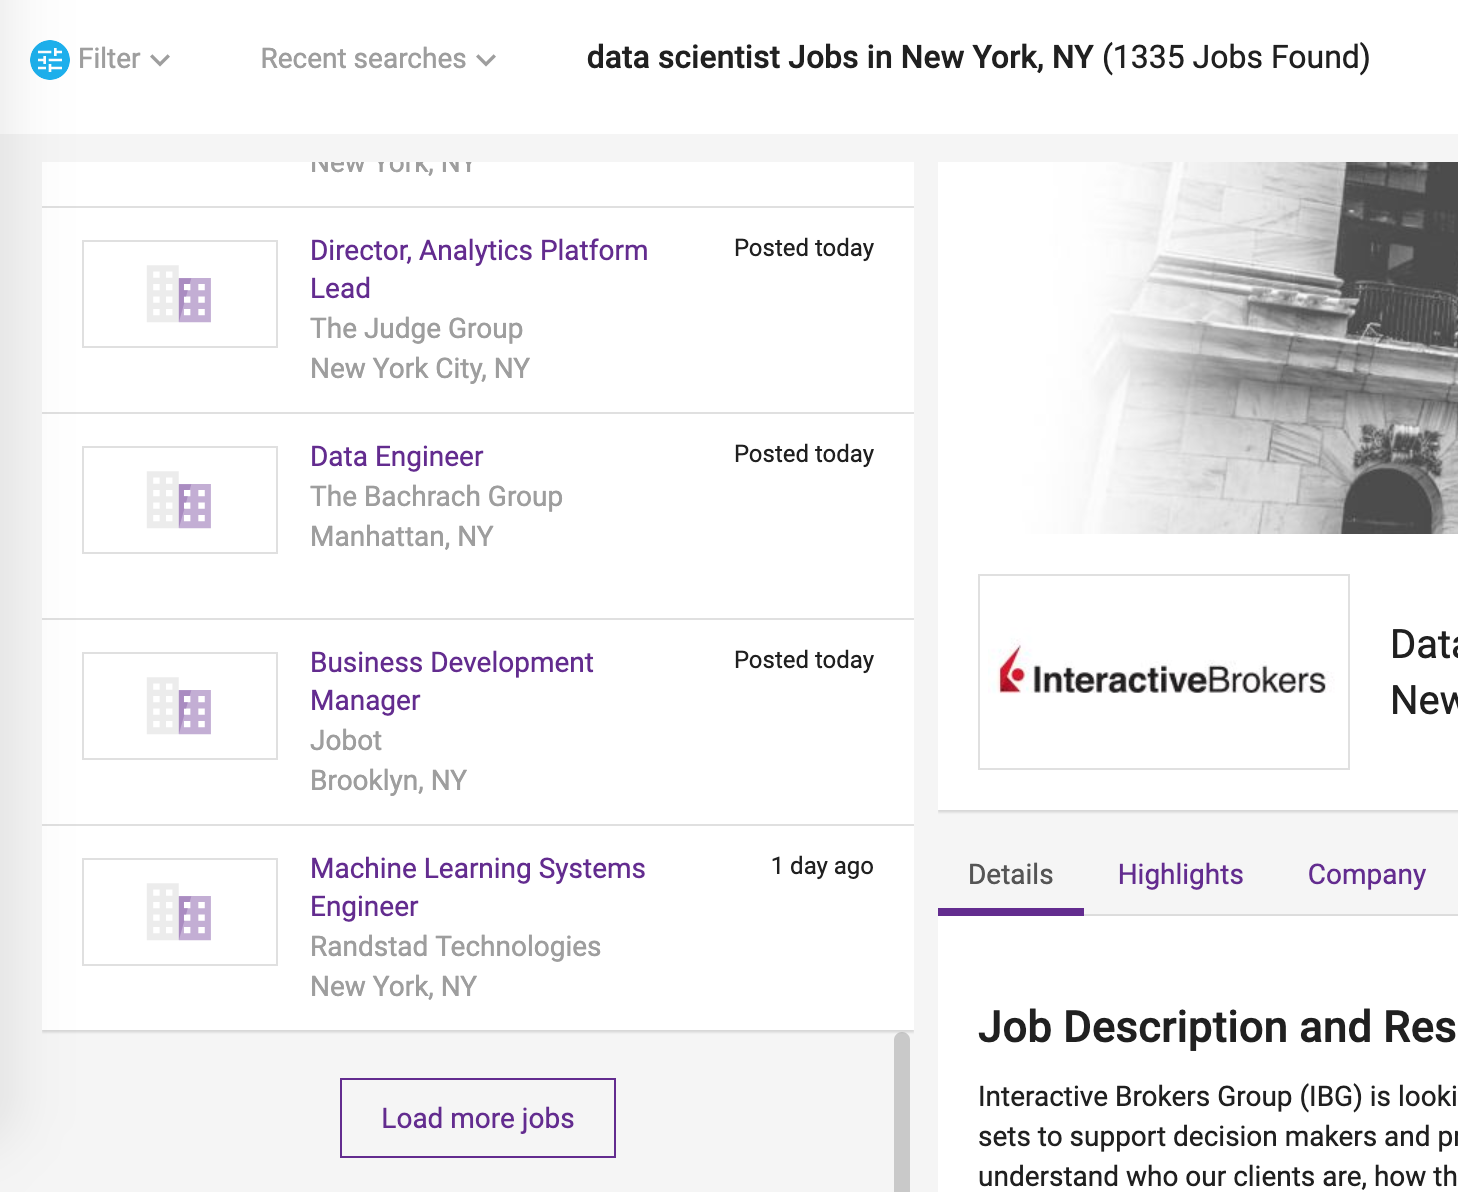 Filter
Recent searches
data scientist Jobs in New York, NY (1335 Jobs Found)
New York, NY
Director, Analytics Platform
Lead
Posted today
The Judge Group
New York City, NY
Data Engineer
Posted today
The Bachrach Group
Manhattan, NY
Business Development
Manager
Posted today
Jobot
Brooklyn, NY
Machine Learning Systems
Engineer
1 day ago
Randstad Technologies
New York, NY
Load more jobs
InteractiveBrokers
Data
New
Details
Highlights
Company
Job Description and Res
Interactive Brokers Group (IBG) is looki
sets to support decision makers and pr
understand who our clients are, how th